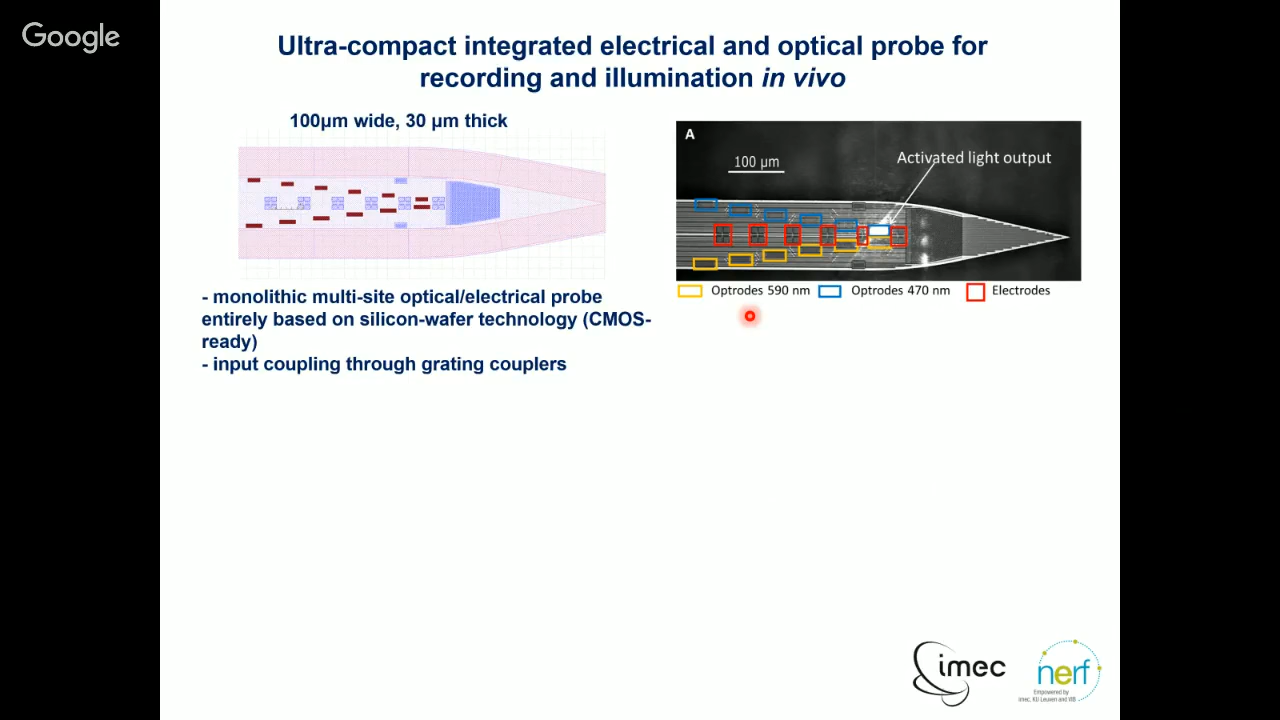 Google
Ultra-compact integrated electrical and optical probe for
recording and illumination in vivo
100µm wide, 30 µm thick
A
100 µm
Activated light output
Optrodes 590 nm
Optrodes 470 nm
Electrodes
- monolithic multi-site optical/electrical probe
entirely based on silicon-wafer technology (CMOS-
ready)
- input coupling through grating couplers
imec
nerf
Empowered by
imec, KU Leuven and VIB